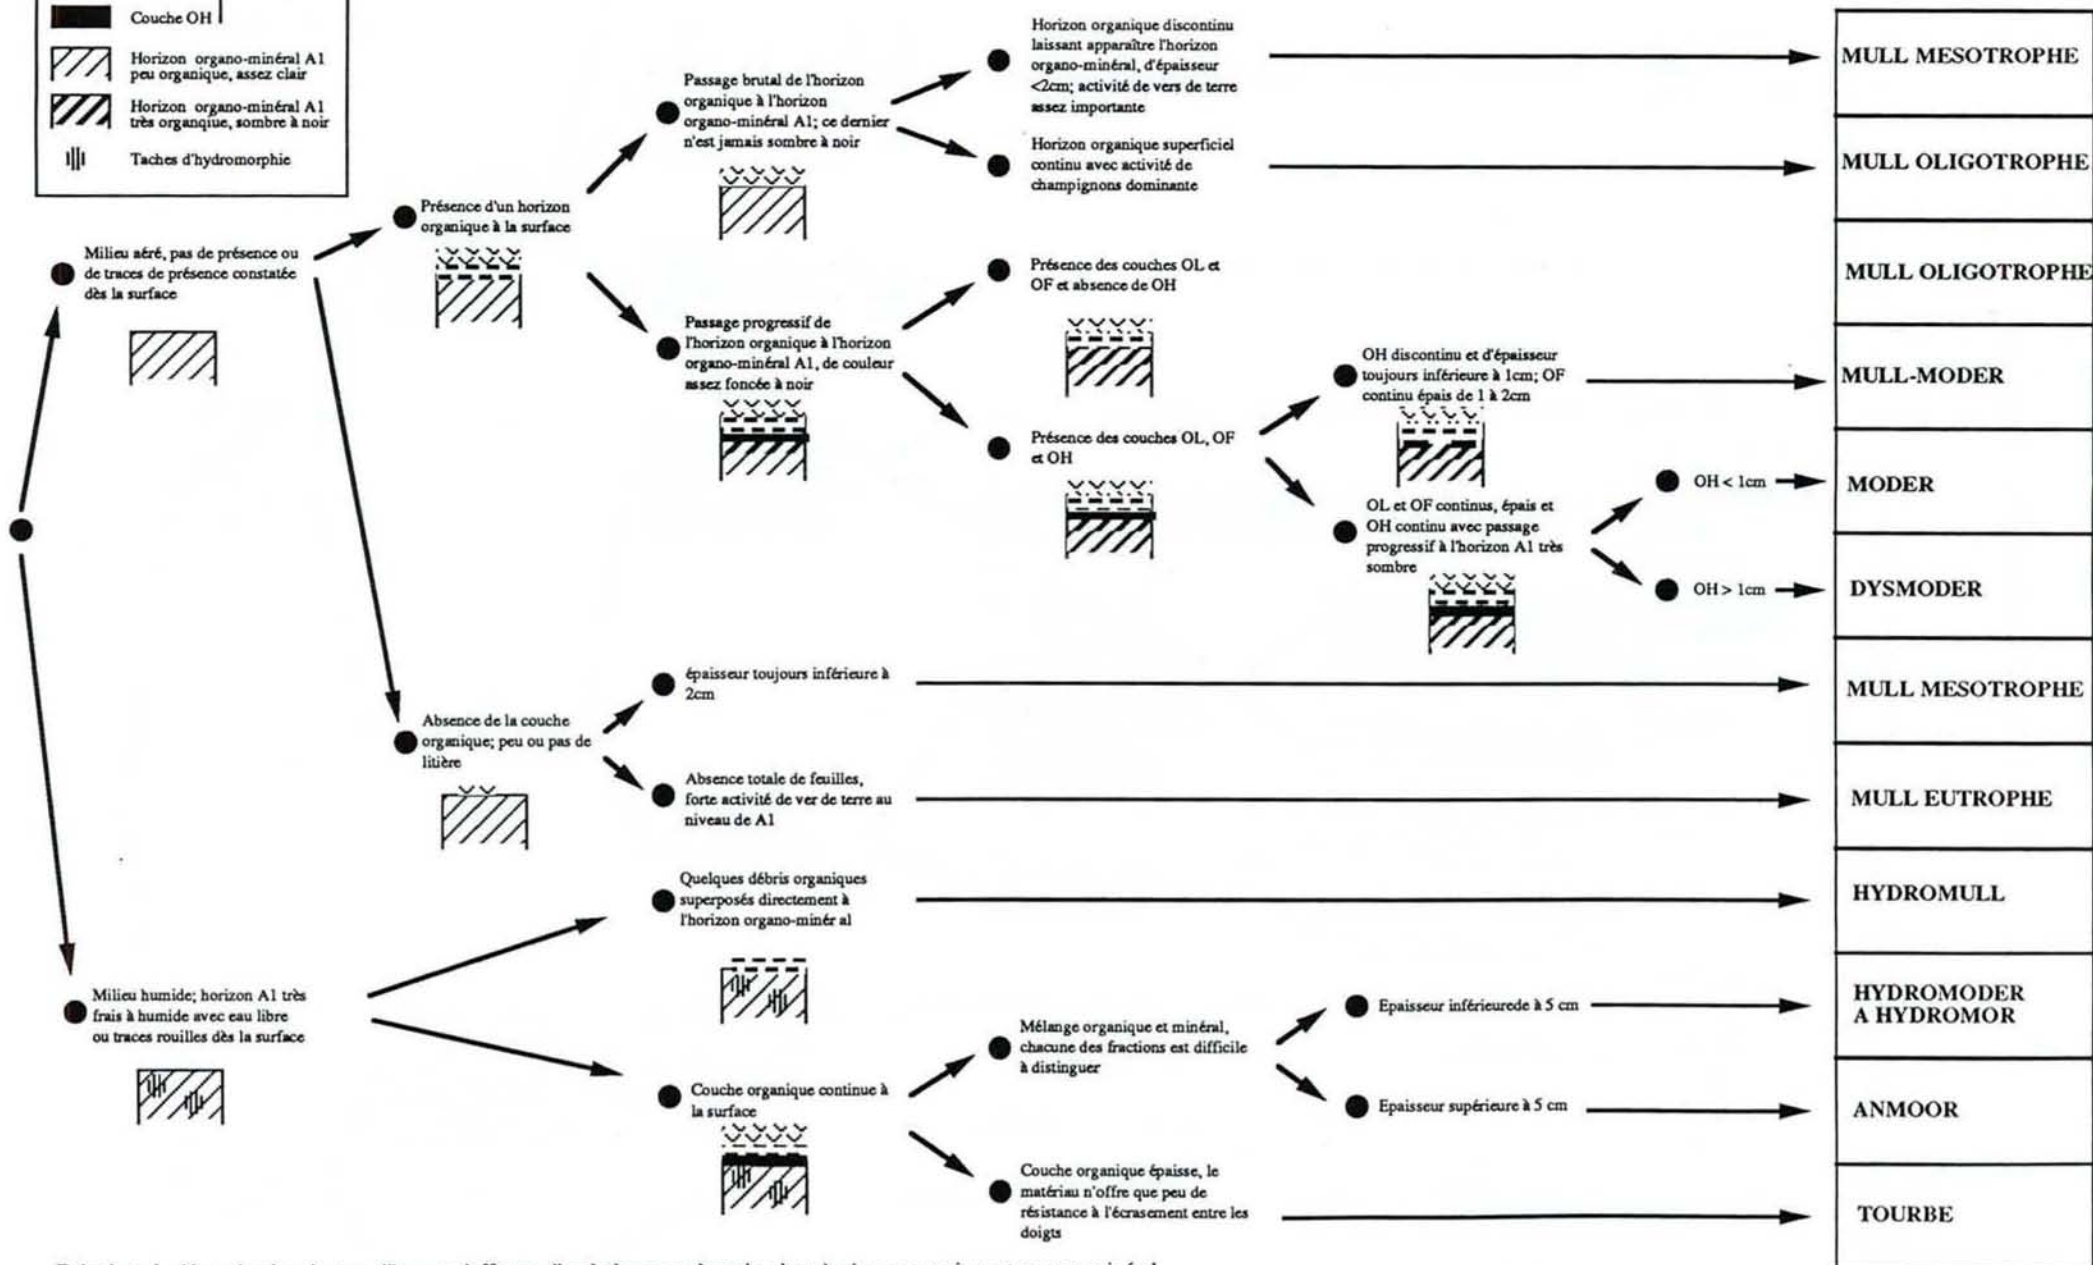 Couche OH
Horizon organo-minéral A1
peu organique, assez clair
Horizon organo-minéral A1
très organqiue, sombre à noir
Taches d'hydromorphie
Milieu aéré, pas de présence ou
de traces de présence constatée
dès la surface
Présence d'un horizon
organique à la surface
Passage brutal de l'horizon
organique à l'horizon
organo-minéral A1; ce dernier
n'est jamais sombre à noir
Horizon organique discontinu
laissant apparaître l'horizon
organo-minéral, d'épaisseur
<2cm; activité de vers de terre
assez importante
MULL MESOTROPHE
Horizon organique superficiel
continu avec activité de
champignons dominante
MULL OLIGOTROPHE
Passage progressif de
l'horizon organique à l'horizon
organo-minéral A1, de couleur
assez foncée à noir
Présence des couches OL et
OF et absence de OH
MULL OLIGOTROPHE
Présence des couches OL, OF
et OH
OH discontinu et d'épaisseur
toujours inférieure à 1cm; OF
continu épais de 1 à 2cm
MULL-MODER
OL et OF continus, épais et
OH continu avec passage
progressif à l'horizon A1 très
sombre
OH < 1cm
MODER
OH > 1cm
DYSMODER
Absence de la couche
organique; peu ou pas de
litière
épaisseur toujours inférieure à
2cm
MULL MESOTROPHE
Absence totale de feuilles,
forte activité de ver de terre au
niveau de A1
MULL EUTROPHE
Milieu humide; horizon A1 très
frais à humide avec eau libre
ou traces rouilles dès la surface
Quelques débris organiques
superposés directement à
l'horizon organo-minér al
HYDROMULL
Couche organique continue à
la surface
Mélange organique et minéral,
chacune des fractions est difficile
à distinguer
Epaisseur inférieurede à 5 cm
HYDROMODER
A HYDROMOR
Epaisseur supérieure à 5 cm
ANMOOR
Couche organique épaisse, le
matériau n'offre que peu de
résistance à l'écrasement entre les
doigts
TOURBE